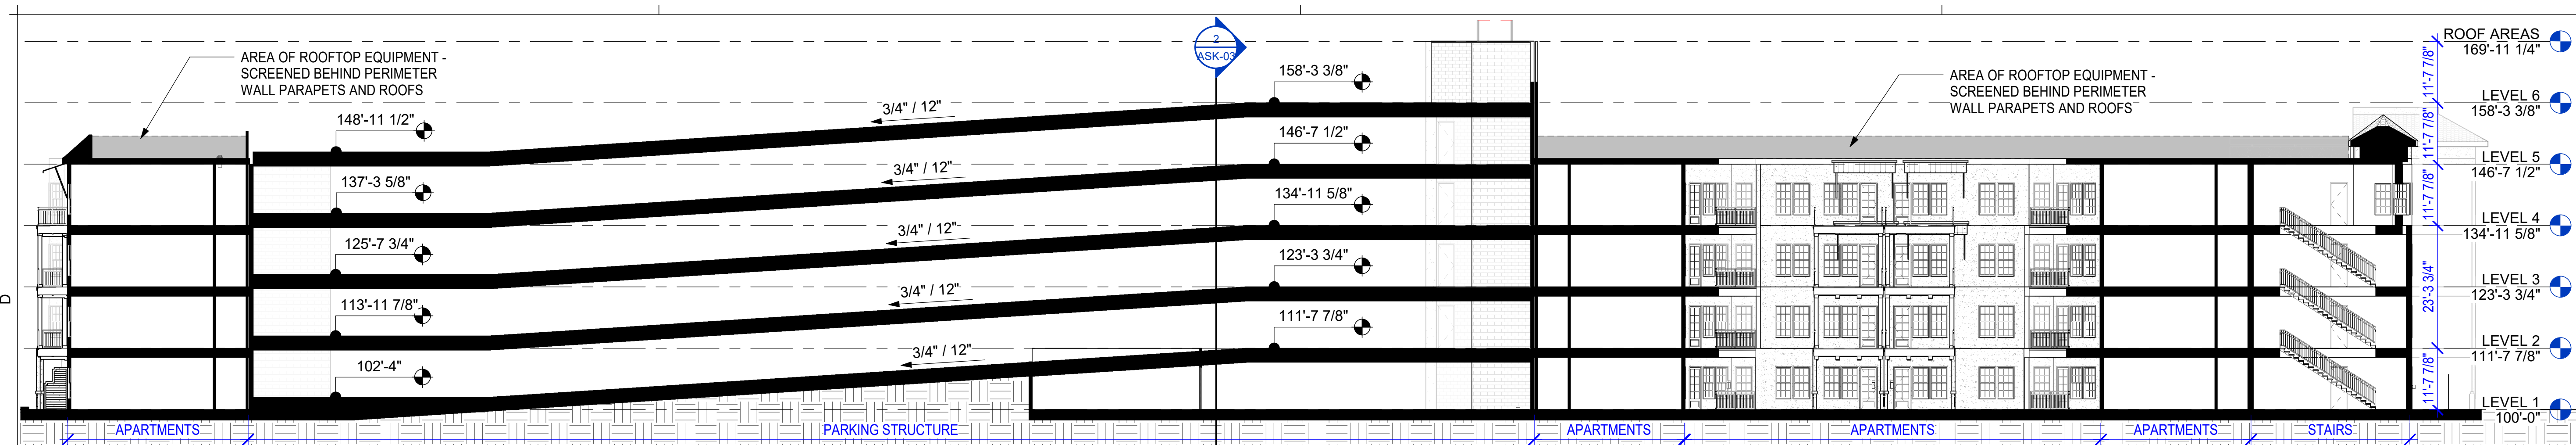 AREA OF ROOFTOP EQUIPMENT -
SCREENED BEHIND PERIMETER
WALL PARAPETS AND ROOFS
2
ASK-03
AREA OF ROOFTOP EQUIPMENT -
SCREENED BEHIND PERIMETER
WALL PARAPETS AND ROOFS
148'-11 1/2"
137'-3 5/8"
125'-7 3/4"
113'-11 7/8"
102'-4"
3/4" / 12"
3/4" / 12"
3/4" / 12"
3/4" / 12"
3/4" / 12"
158'-3 3/8"
146'-7 1/2"
134'-11 5/8"
123'-3 3/4"
111'-7 7/8"
11'-7 7/8"
11'-7 7/8"
11'-7 7/8"
23'-3 3/4"
11'-7 7/8"
ROOF AREAS
169'-11 1/4"
LEVEL 6
158'-3 3/8"
LEVEL 5
146'-7 1/2"
LEVEL 4
134'-11 5/8"
LEVEL 3
123'-3 3/4"
LEVEL 2
111'-7 7/8"
LEVEL 1
100'-0"
D
APARTMENTS
PARKING STRUCTURE
APARTMENTS
APARTMENTS
APARTMENTS
STAIRS